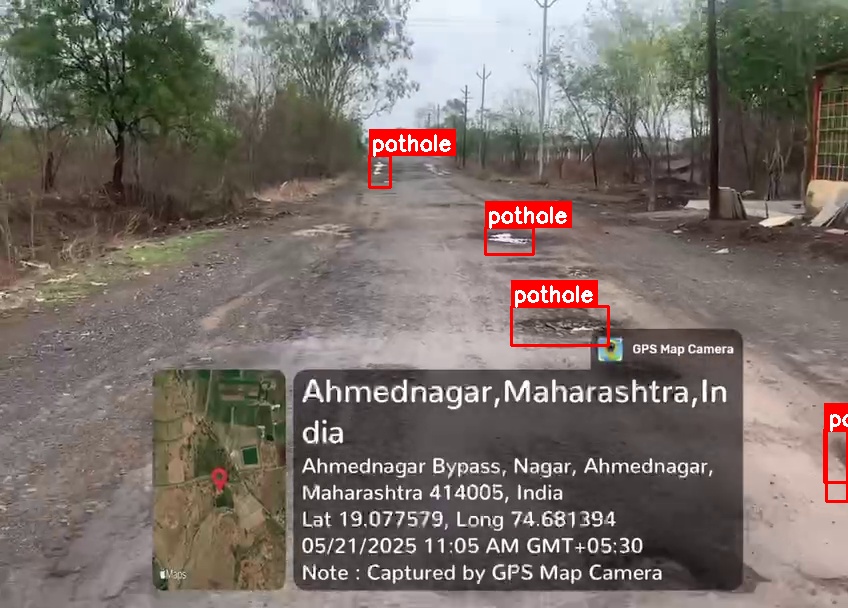 pothole
pothole
pothole
GPS Map Camera
po
Ahmednagar,Maharashtra,In
dia
Ahmednagar Bypass, Nagar, Ahmednagar,
Maharashtra 414005, India
Lat 19.077579, Long 74.681394
05/21/2025 11:05 AM GMT+05:30
Note : Captured by GPS Map Camera
Maps